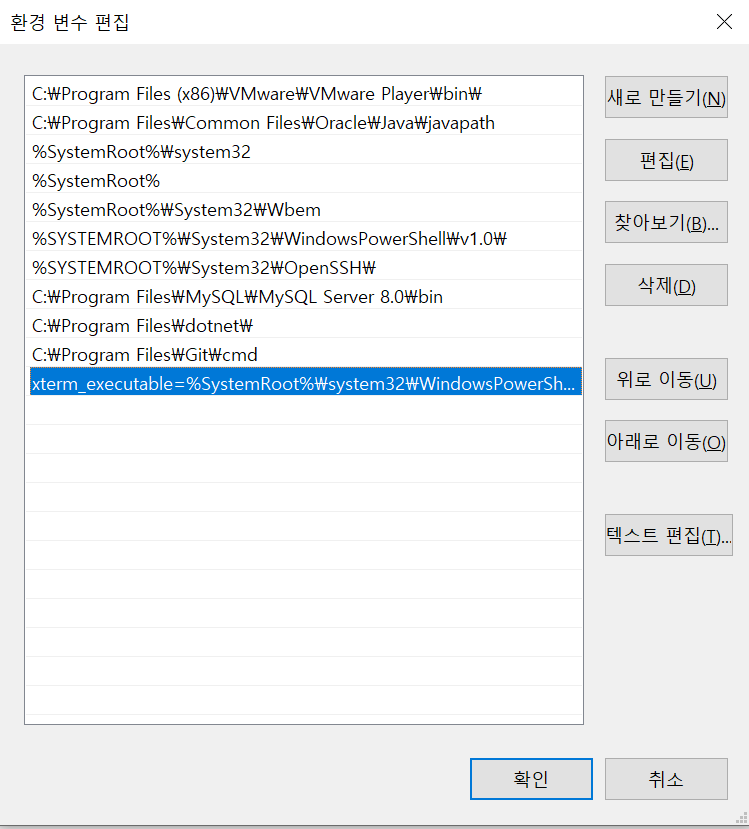 환경 변수 편집
C:₩Program Files (x86)₩VMware₩VMware Player₩bin₩
C:₩Program Files₩Common Files₩Oracle₩Java₩javapath
%SystemRoot%₩system32
%SystemRoot%
%SystemRoot%₩System32₩Wbem
%SYSTEMROOT%₩System32₩WindowsPowerShell₩v1.0₩
%SYSTEMROOT%₩System32₩OpenSSH₩
C:₩Program Files₩MySQL₩MySQL Server 8.0₩bin
C:₩Program Files₩dotnet₩
C:₩Program Files₩Git₩cmd
xterm_executable=%SystemRoot%₩system32₩WindowsPowerSh...
새로 만들기(N)
편집(E)
찾아보기(B)...
삭제(D)
위로 이동(U)
아래로 이동(O)
텍스트 편집(T)...
확인
취소